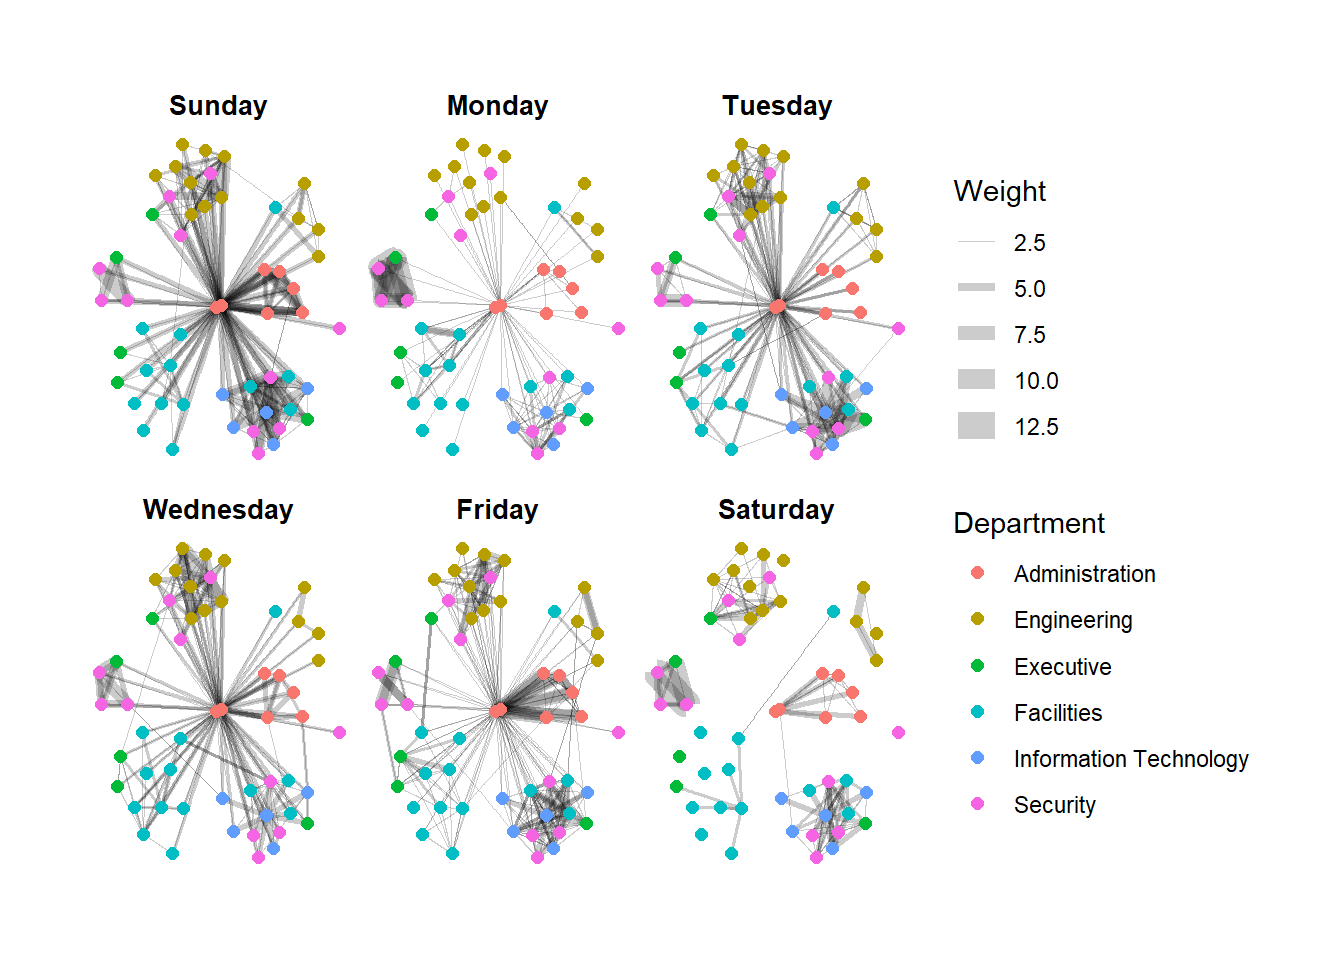 Sunday
Monday
Tuesday
Wednesday
Friday
Saturday
Weight
2.5
5.0
7.5
10.0
12.5
Department
Administration
Engineering
Executive
Facilities
Information Technology
Security